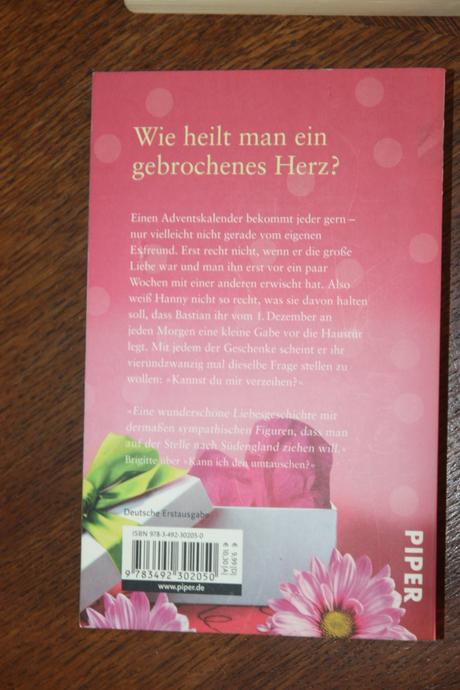 Wie heilt man ein
gebrochenes Herz?
Einen Adventskalender bekommt jeder gern –
nur vielleicht nicht gerade vom eigenen
Exfreund. Erst recht nicht, wenn er die große
Liebe war und man ihn erst vor ein paar
Wochen mit einer anderen erwischt hat. Also
weiß Hanny nicht so recht, was sie davon halten
soll, dass Bastian ihr vom 1. Dezember an
jeden Morgen eine kleine Gabe vor die Haustür
legt. Mit jedem der Geschenke scheint er ihr
vierundzwanzig mal dieselbe Frage stellen zu
wollen: »Kannst du mir verzeihen?«
»Eine wunderschöne Liebesgeschichte mit
dermaßen sympathischen Figuren, dass man
auf der Stelle nach Südengland ziehen will.«
Brigitte über »Kann ich den umtauschen?«
Deutsche Erstausgabe
ISBN 978-3-492-30205-0
€ 9,99 [D]
€ 10,30 [A]
9 783492 302050
www.piper.de
PIPER